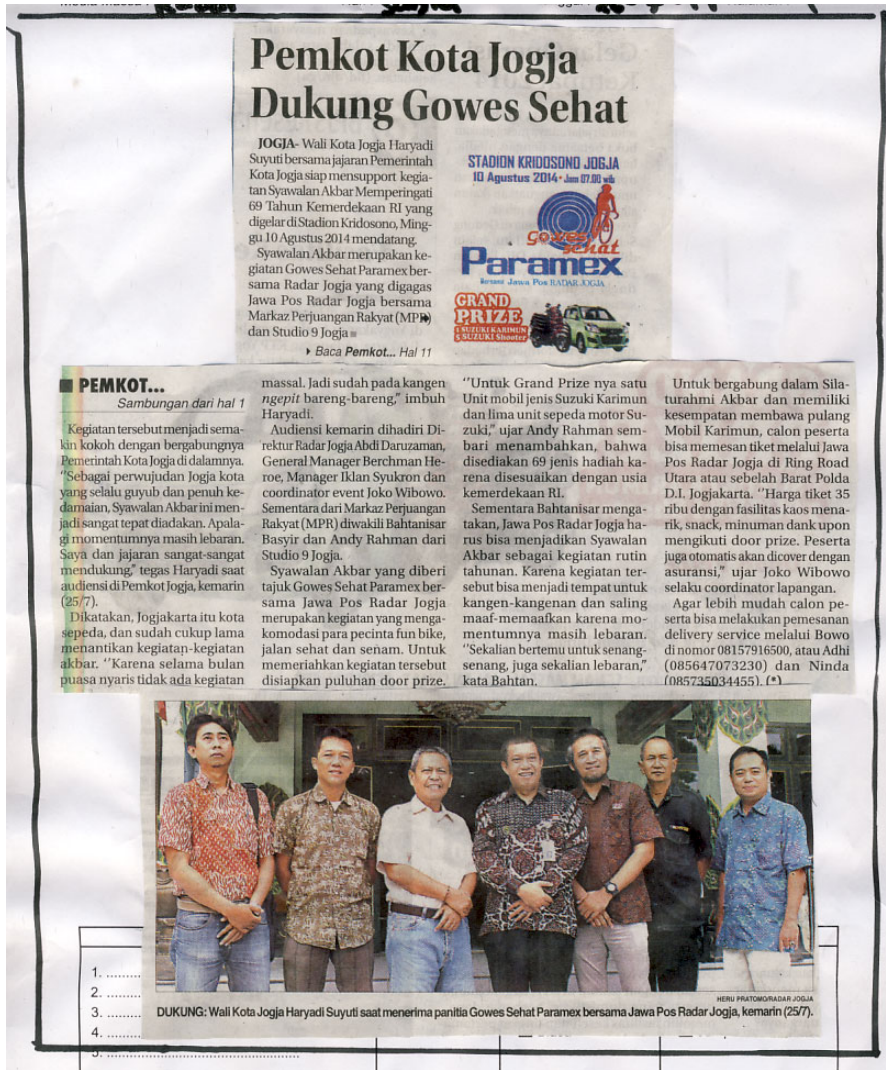 Pemkot Kota Jogja
Dukung Gowes Sehat
JOGJA- Wali Kota Jogja Haryadi
Suyuti bersama jajaran Pemerintah
Kota Jogja siap mensupport kegia-
tan Syawalan Akbar Memperingati
69 Tahun Kemerdekaan RI yang
digelar di Stadion Kridosono, Ming-
gu 10 Agustus 2014 mendatang.
Syawalan Akbar merupakan ke-
giatan Gowes Sehat Paramex ber-
sama Radar Jogja yang digagas
Jawa Pos Radar Jogja bersama
Markaz Perjuangan Rakyat (MPR)
dan Studio 9 Jogja
Baca Pemkot... Hal 11
STADION KRIDOSONO JOGJA
10 Agustus 2014 • Jam 07.00 wib
gowes
sehat
Paramex
Bersama Jawa Pos RADAR JOGJA
GRAND
PRIZE
1 SUZUKI KARIMUN
5 SUZUKI Shooter
PEMKOT...
Sambungan dari hal 1
Kegiatan tersebut menjadi sema-
kin kokoh dengan bergabungnya
Pemerintah Kota Jogja di dalamnya.
"Sebagai perwujudan Jogja kota
yang selalu guyub dan penuh ke-
damaian, Syawalan Akbar ini men-
jadi sangat tepat diadakan. Apala-
gi momentumnya masih lebaran.
Saya dan jajaran sangat-sangat
mendukung," tegas Haryadi saat
audiensi di Pemkot Jogja, kemarin
(25/7).
Dikatakan, Jogjakarta itu kota
sepeda, dan sudah cukup lama
menantikan kegiatan-kegiatan
akbar. "Karena selama bulan
puasa nyaris tidak ada kegiatan
massal. Jadi sudah pada kangen
ngepit bareng-bareng," imbuh
Haryadi.
Audiensi kemarin dihadiri Di-
rektur Radar Jogja Abdi Daruzaman,
General Manager Berchman He-
roe, Manager Iklan Syukron dan
coordinator event Joko Wibowo.
Sementara dari Markaz Perjuangan
Rakyat (MPR) diwakili Bahtanisar
Basyir dan Andy Rahman dari
Studio 9 Jogja.
Syawalan Akbar yang diberi
tajuk Gowes Sehat Paramex ber-
sama Jawa Pos Radar Jogja
merupakan kegiatan yang menga-
komodasi para pecinta fun bike,
jalan sehat dan senam. Untuk
memeriahkan kegiatan tersebut
disiapkan puluhan door prize.
"Untuk Grand Prize nya satu
Unit mobil jenis Suzuki Karimun
dan lima unit sepeda motor Su-
zuki," ujar Andy Rahman sem-
bari menambahkan, bahwa
disediakan 69 jenis hadiah ka-
rena disesuaikan dengan usia
kemerdekaan RI.
Sementara Bahtanisar menga-
takan, Jawa Pos Radar Jogja ha-
rus bisa menjadikan Syawalan
Akbar sebagai kegiatan rutin
tahunan. Karena kegiatan ter-
sebut bisa menjadi tempat untuk
kangen-kangenan dan saling
maaf-memaafkan karena mo-
mentumnya masih lebaran.
"Sekalian bertemu untuk senang-
senang, juga sekalian lebaran,"
kata Bahtan.
Untuk bergabung dalam Sila-
turahmi Akbar dan memiliki
kesempatan membawa pulang
Mobil Karimun, calon peserta
bisa memesan tiket melalui Jawa
Pos Radar Jogja di Ring Road
Utara atau sebelah Barat Polda
D.I. Jogjakarta. "Harga tiket 35
ribu dengan fasilitas kaos mena-
rik, snack, minuman dank upon
mengikuti door prize. Peserta
juga otomatis akan dicover dengan
asuransi," ujar Joko Wibowo
selaku coordinator lapangan.
Agar lebih mudah calon pe-
serta bisa melakukan pemesanan
delivery service melalui Bowo
di nomor 08157916500, atau Adhi
(085647073230) dan Ninda
(085735034455). (*)
HERU PRATOMO/RADAR JOGJA
DUKUNG: Wali Kota Jogja Haryadi Suyuti saat menerima panitia Gowes Sehat Paramex bersama Jawa Pos Radar Jogja, kemarin (25/7).
1. ..........
2. ..........
3. ..........
4.
5. ..........